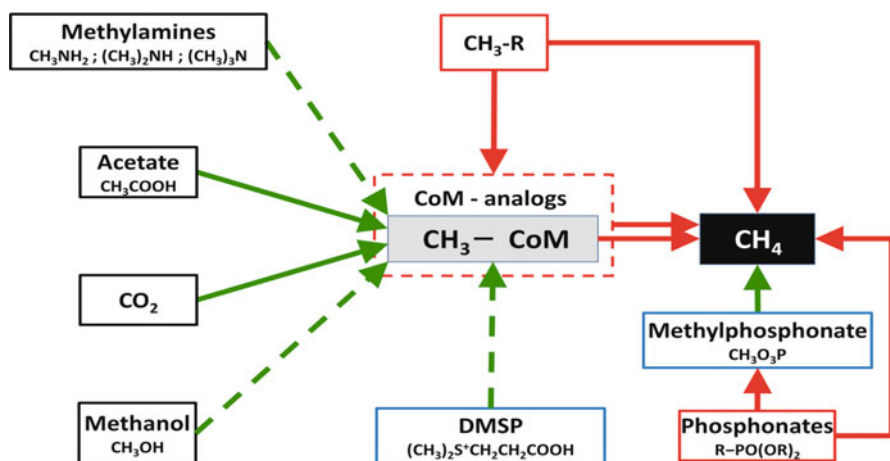 Methylamines
CH₃NH₂ ; (CH₃)₂NH ; (CH₃)₃N
CH₃-R
Acetate
CH₃COOH
CoM - analogs
CH₃ – CoM
CH₄
CO₂
Methylphosphonate
CH₃O₃P
Methanol
CH₃OH
DMSP
(CH₃)₂S⁺CH₂CH₂COOH
Phosphonates
R–PO(OR)₂